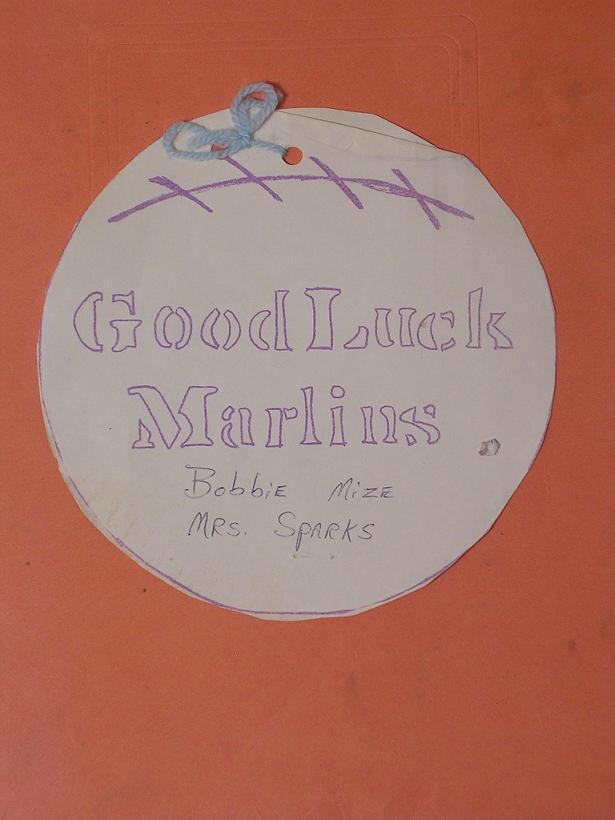 Good Luck
Marlins
Bobbie Mize
Mrs. Sparks